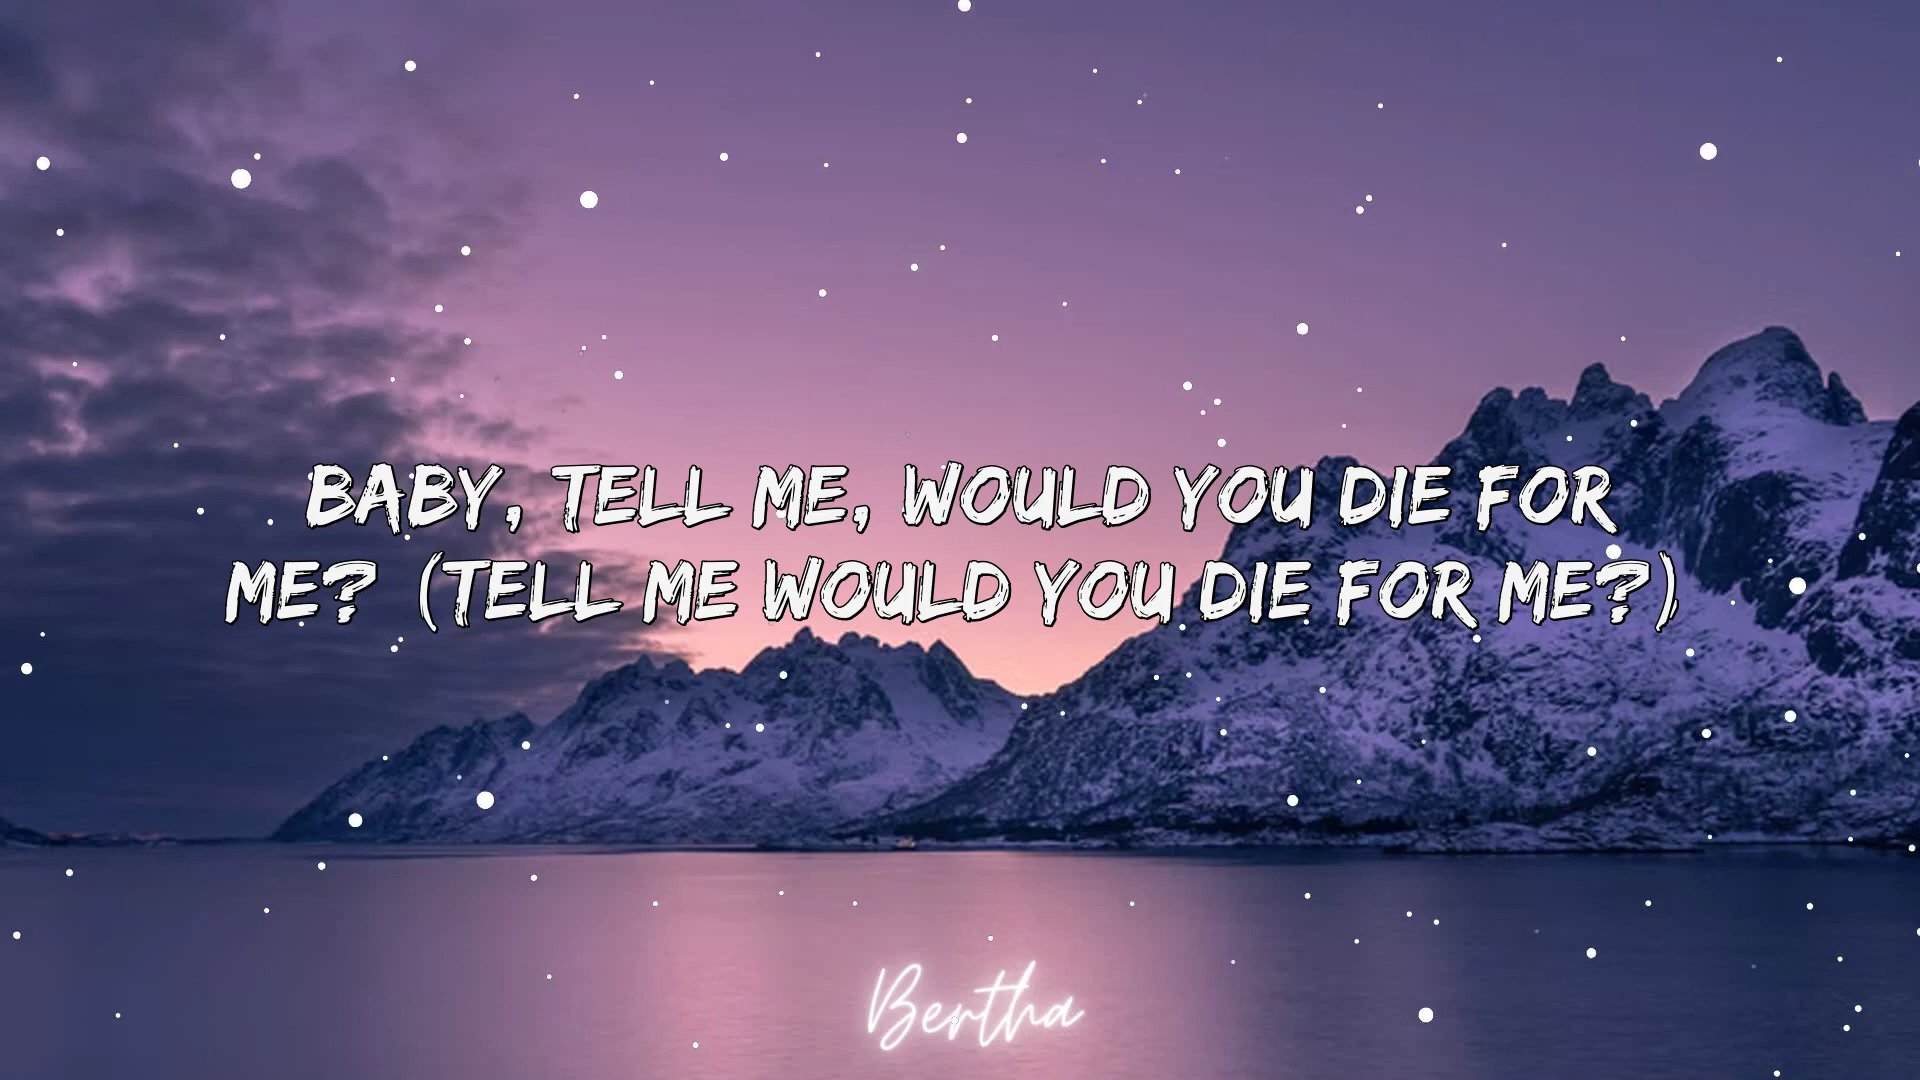 BABY, TELL ME, WOULD YOU DIE FOR
ME? (TELL ME WOULD YOU DIE FOR ME?)
Bertha